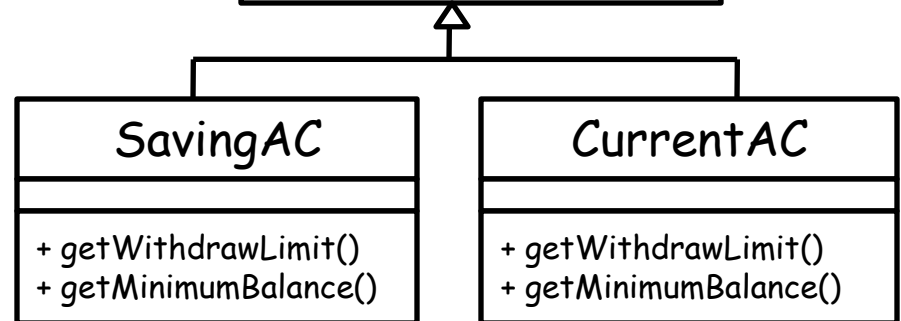 SavingAC
+ getWithdrawLimit()
+ getMinimumBalance()
CurrentAC
+ getWithdrawLimit()
+ getMinimumBalance()